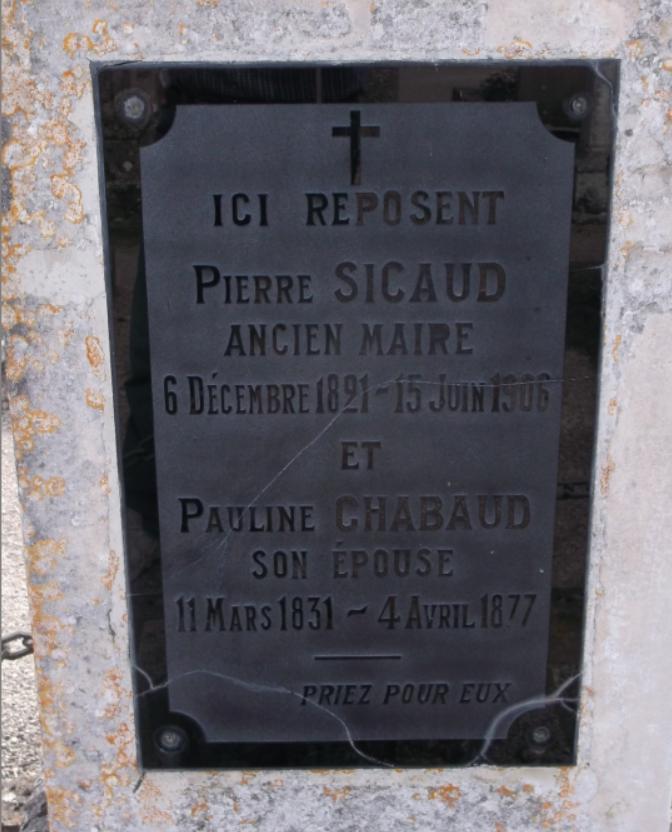 ICI REPOSENT
PIERRE SICAUD
ANCIEN MAIRE
6 DÉCEMBRE 1821 ~ 15 JUIN 1906
ET
PAULINE CHABAUD
SON ÉPOUSE
11 MARS 1831 ~ 4 AVRIL 1877
PRIEZ POUR EUX